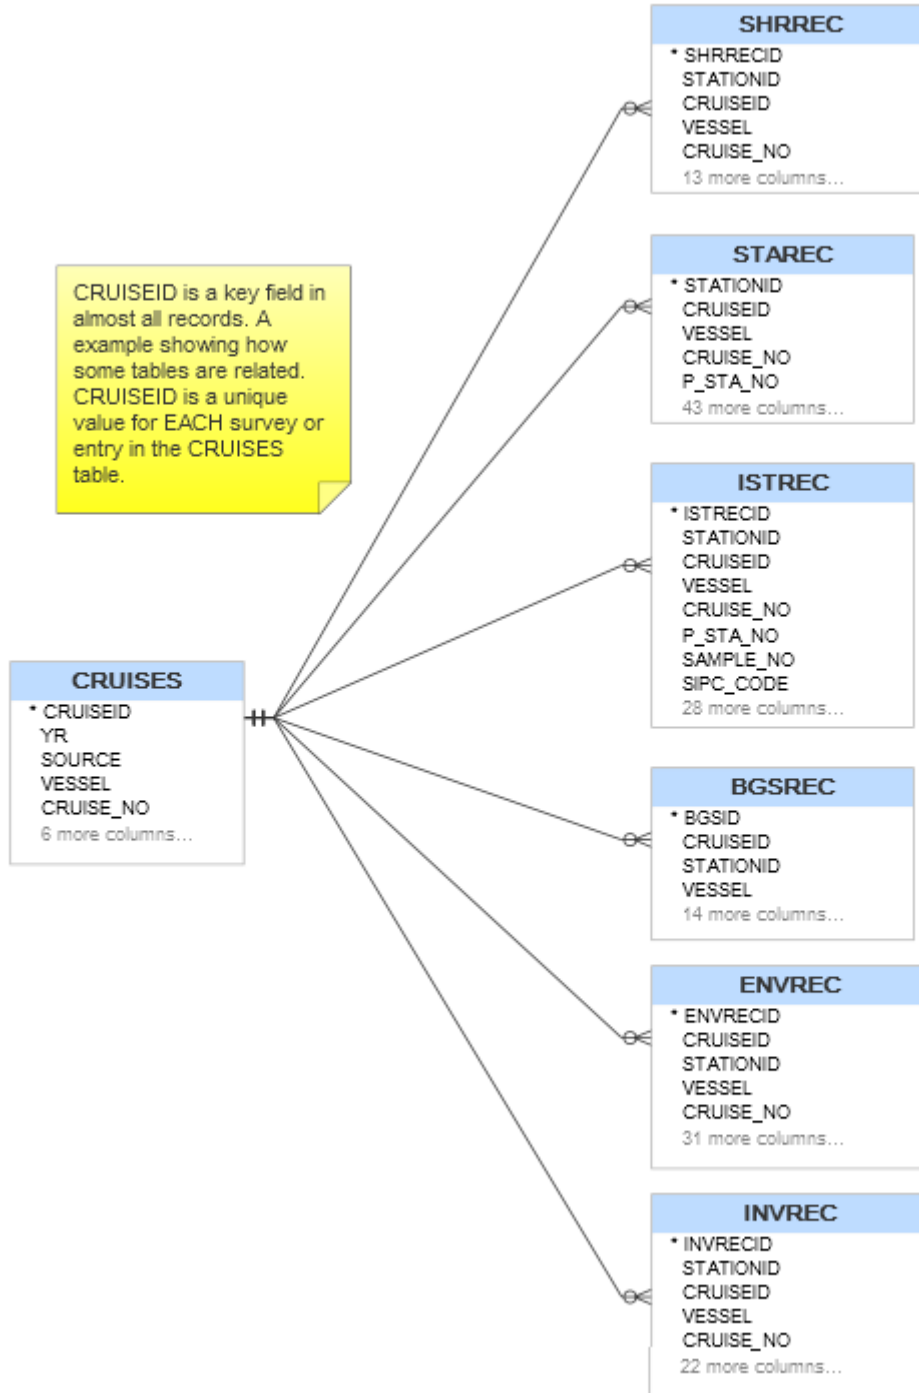 SHRREC
* SHRRECID
STATIONID
CRUISEID
VESSEL
CRUISE_NO
13 more columns...
STAREC
* STATIONID
CRUISEID
VESSEL
CRUISE_NO
P_STA_NO
43 more columns...
CRUISEID is a key field in
almost all records. A
example showing how
some tables are related.
CRUISEID is a unique
value for EACH survey or
entry in the CRUISES
table.
ISTREC
* ISTRECID
STATIONID
CRUISEID
VESSEL
CRUISE_NO
P_STA_NO
SAMPLE_NO
SIPC_CODE
28 more columns...
CRUISES
* CRUISEID
YR
SOURCE
VESSEL
CRUISE_NO
6 more columns...
BGSREC
* BGSID
CRUISEID
STATIONID
VESSEL
14 more columns...
ENVREC
* ENVRECID
CRUISEID
STATIONID
VESSEL
CRUISE_NO
31 more columns...
INVREC
* INVRECID
STATIONID
CRUISEID
VESSEL
CRUISE_NO
22 more columns...